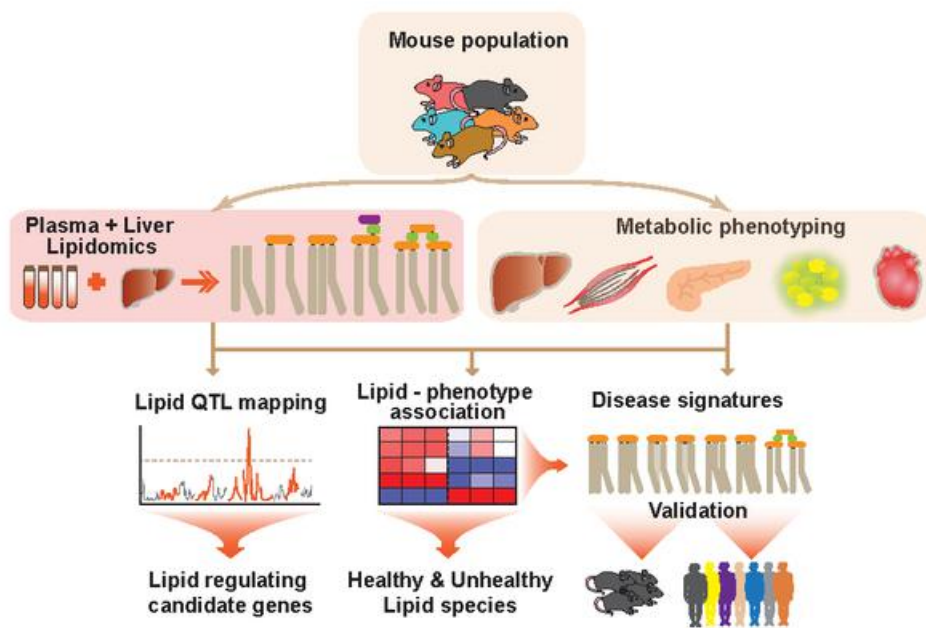 Mouse population
Plasma + Liver
Lipidomics
Metabolic phenotyping
Lipid QTL mapping
Lipid - phenotype
association
Disease signatures
Validation
Lipid regulating
candidate genes
Healthy & Unhealthy
Lipid species